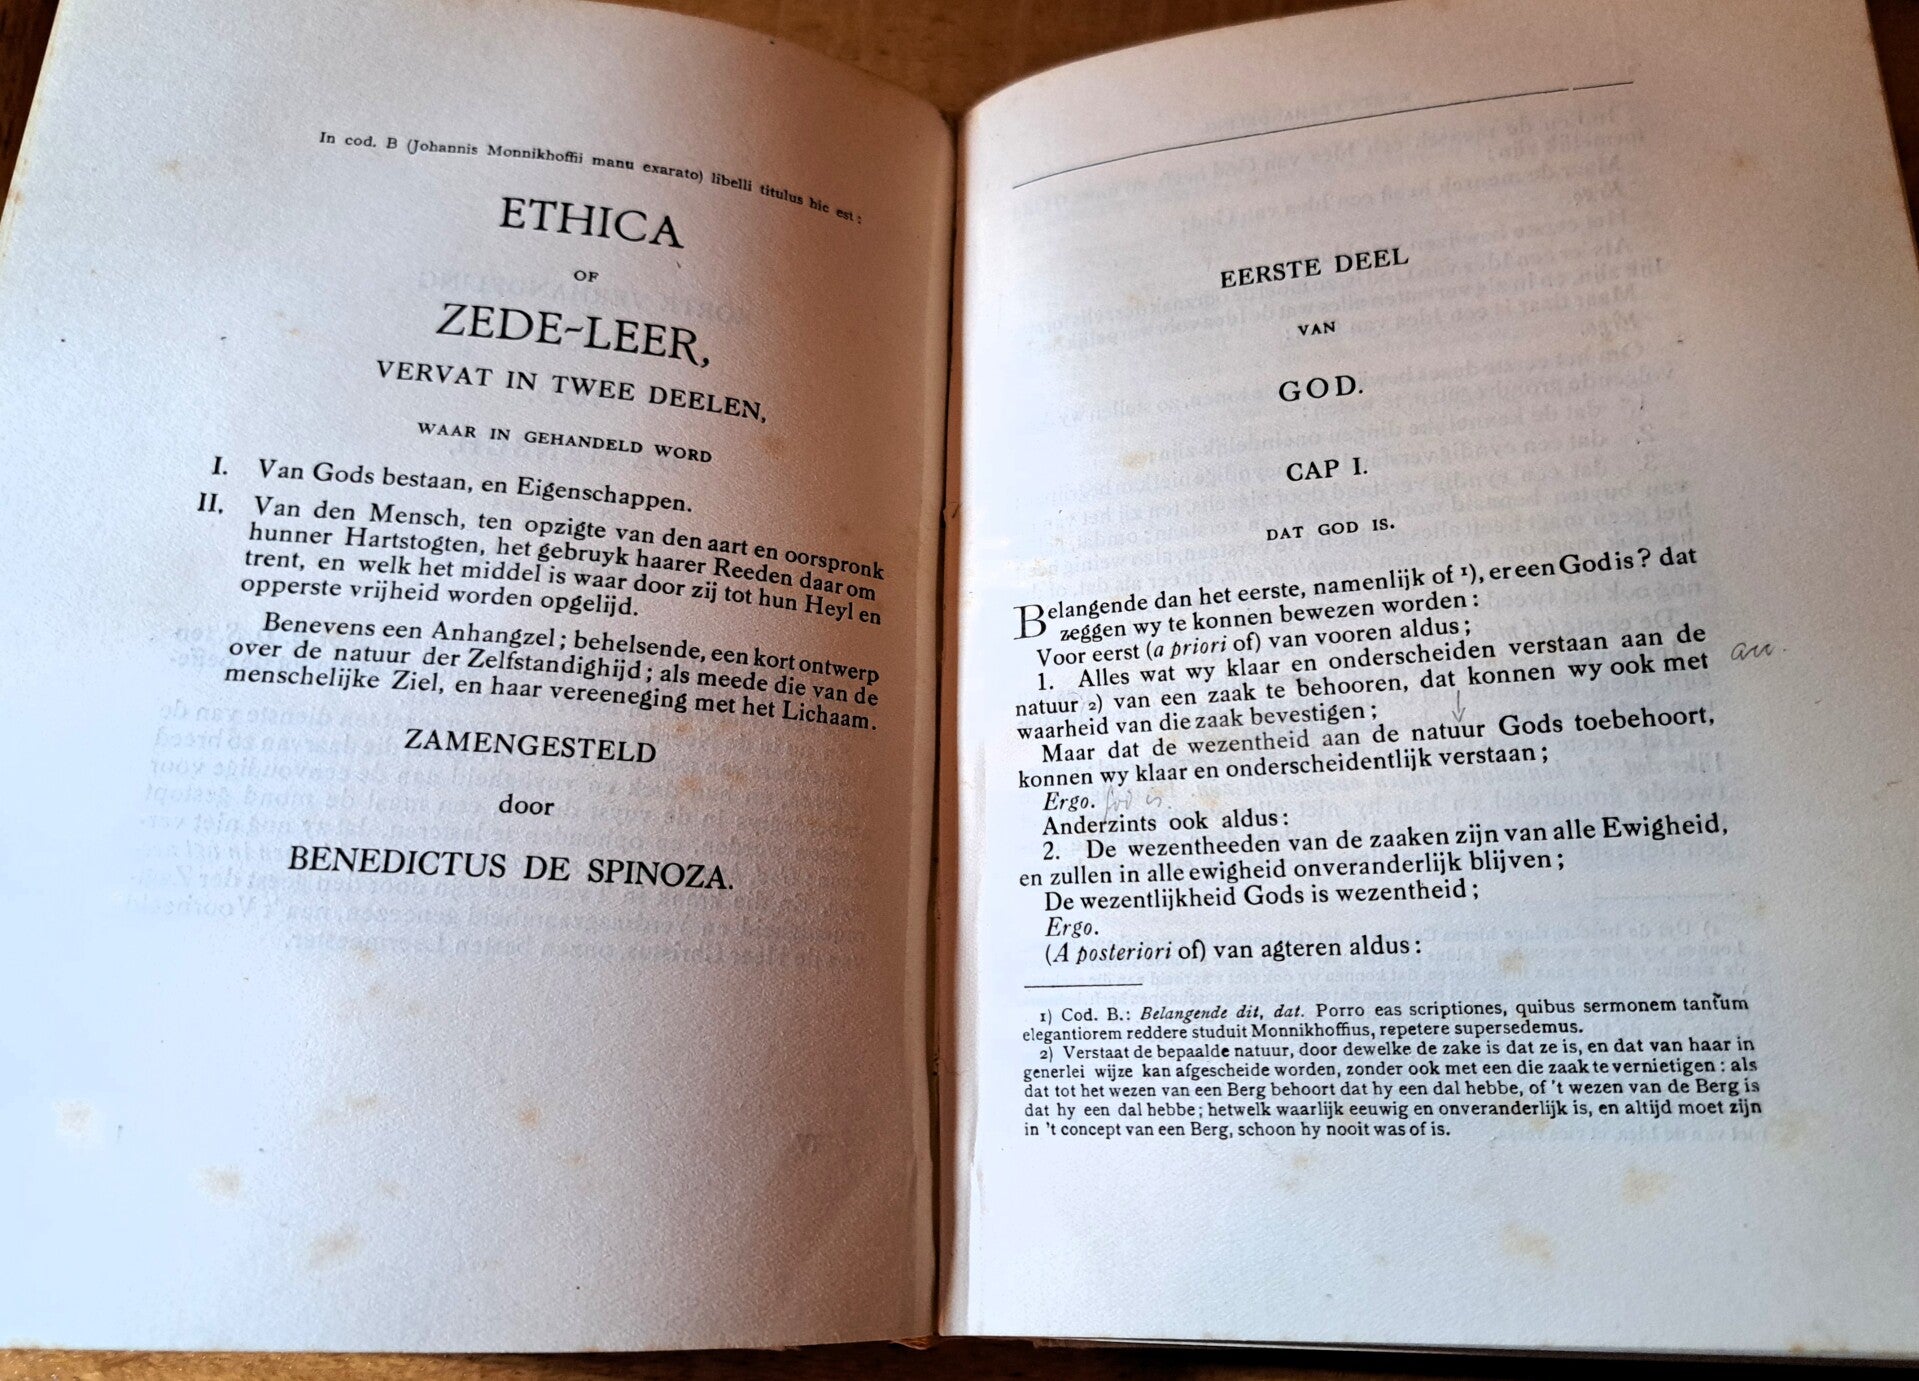 In cod. B (Johannis Monnikhoffii manu exarato) libelli titulus hic est:
ETHICA
OF
ZEDE-LEER,
VERVAT IN TWEE DEELEN,
WAAR IN GEHANDELD WORD
I. Van Gods bestaan, en Eigenschappen.
II. Van den Mensch, ten opzigte van den aart en oorspronk
hunner Hartstogten, het gebruyk haarer Reeden daar om
trent, en welk het middel is waar door zij tot hun Heyl en
opperste vrijheid worden opgelijd.
Benevens een Anhangzel; behelsende, een kort ontwerp
over de natuur der Zelfstandighijd; als meede die van de
menschelijke Ziel, en haar vereeneging met het Lichaam.
ZAMENGESTELD
door
BENEDICTUS DE SPINOZA.
EERSTE DEEL
VAN
GOD.
CAP I.
DAT GOD IS.
Belangende dan het eerste, namenlijk of 1), er een God is? dat
zeggen wy te konnen bewezen worden:
Voor eerst (a priori of) van vooren aldus;
1. Alles wat wy klaar en onderscheiden verstaan aan de
natuur 2) van een zaak te behooren, dat konnen wy ook met
waarheid van die zaak bevestigen;
Maar dat de wezentheid aan de natuur Gods toebehoort,
konnen wy klaar en onderscheidentlijk verstaan;
Ergo. God is.
Anderzints ook aldus:
2. De wezentheeden van de zaaken zijn van alle Ewigheid,
en zullen in alle ewigheid onveranderlijk blijven;
De wezentlijkheid Gods is wezentheid;
Ergo.
(A posteriori of) van agteren aldus:
1) Cod. B.: Belangende dit, dat. Porro eas scriptiones, quibus sermonem tantum
elegantiorem reddere studuit Monnikhoffius, repetere supersedemus.
2) Verstaat de bepaalde natuur, door dewelke de zake is dat ze is, en dat van haar in
generlei wijze kan afgescheide worden, zonder ook met een die zaak te vernietigen: als
dat tot het wezen van een Berg behoort dat hy een dal hebbe, of 't wezen van de Berg is
dat hy een dal hebbe; hetwelk waarlijk eeuwig en onveranderlijk is, en altijd moet zijn
in 't concept van een Berg, schoon hy nooit was of is.